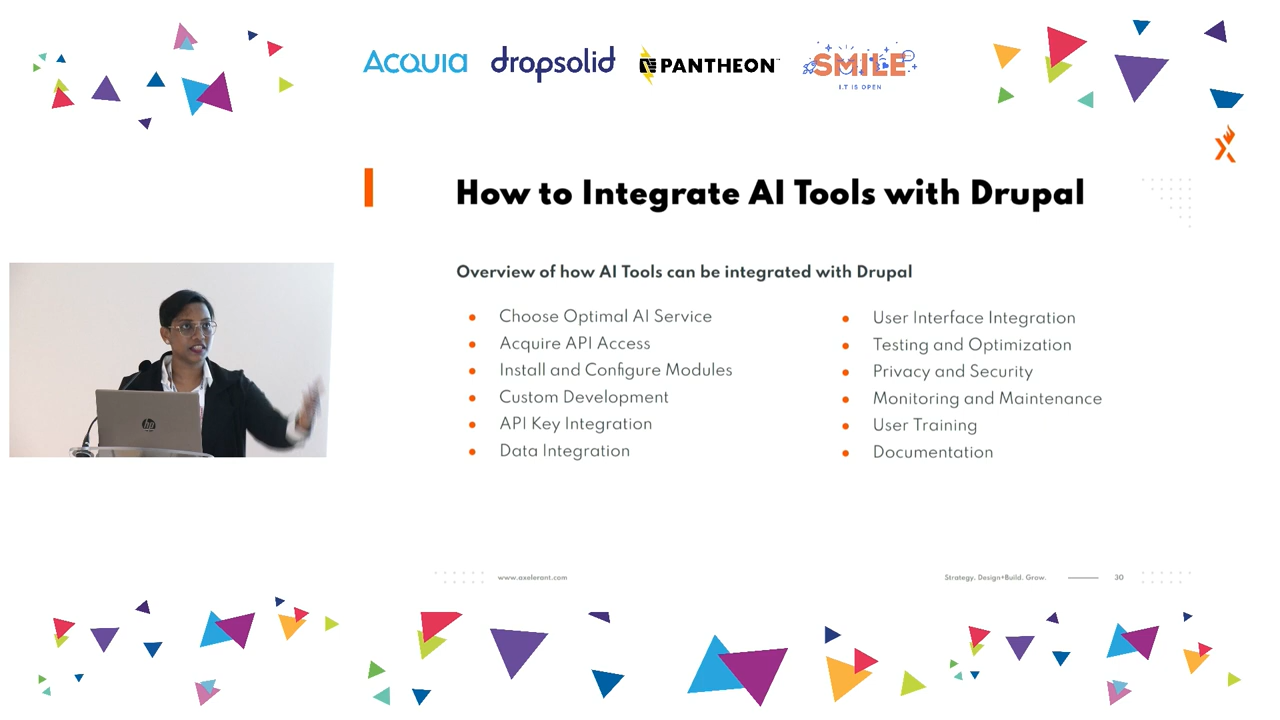 ACQUIA
dropsolid
PANTHEON
SMILE
I.T IS OPEN
How to Integrate AI Tools with Drupal
Overview of how AI Tools can be integrated with Drupal
Choose Optimal AI Service
Acquire API Access
Install and Configure Modules
Custom Development
API Key Integration
Data Integration
User Interface Integration
Testing and Optimization
Privacy and Security
Monitoring and Maintenance
User Training
Documentation
hp
www.axelerant.com
Strategy. Design+Build. Grow.
30